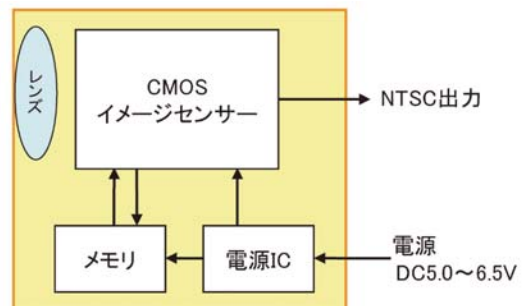 レンズ
CMOS
イメージセンサー
NTSC出力
メモリ
電源IC
電源
DC5.0～6.5V